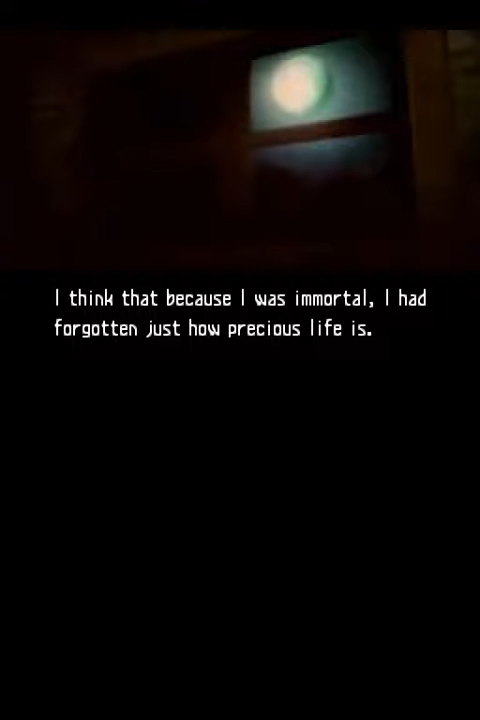 I think that because I was immortal, I had
forgotten just how precious life is.